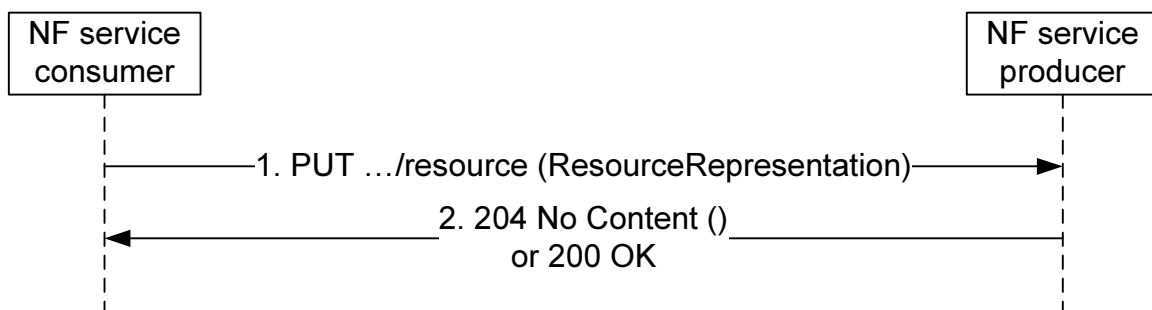 NF service
consumer
NF service
producer
1. PUT …/resource (ResourceRepresentation)
2. 204 No Content ()
or 200 OK